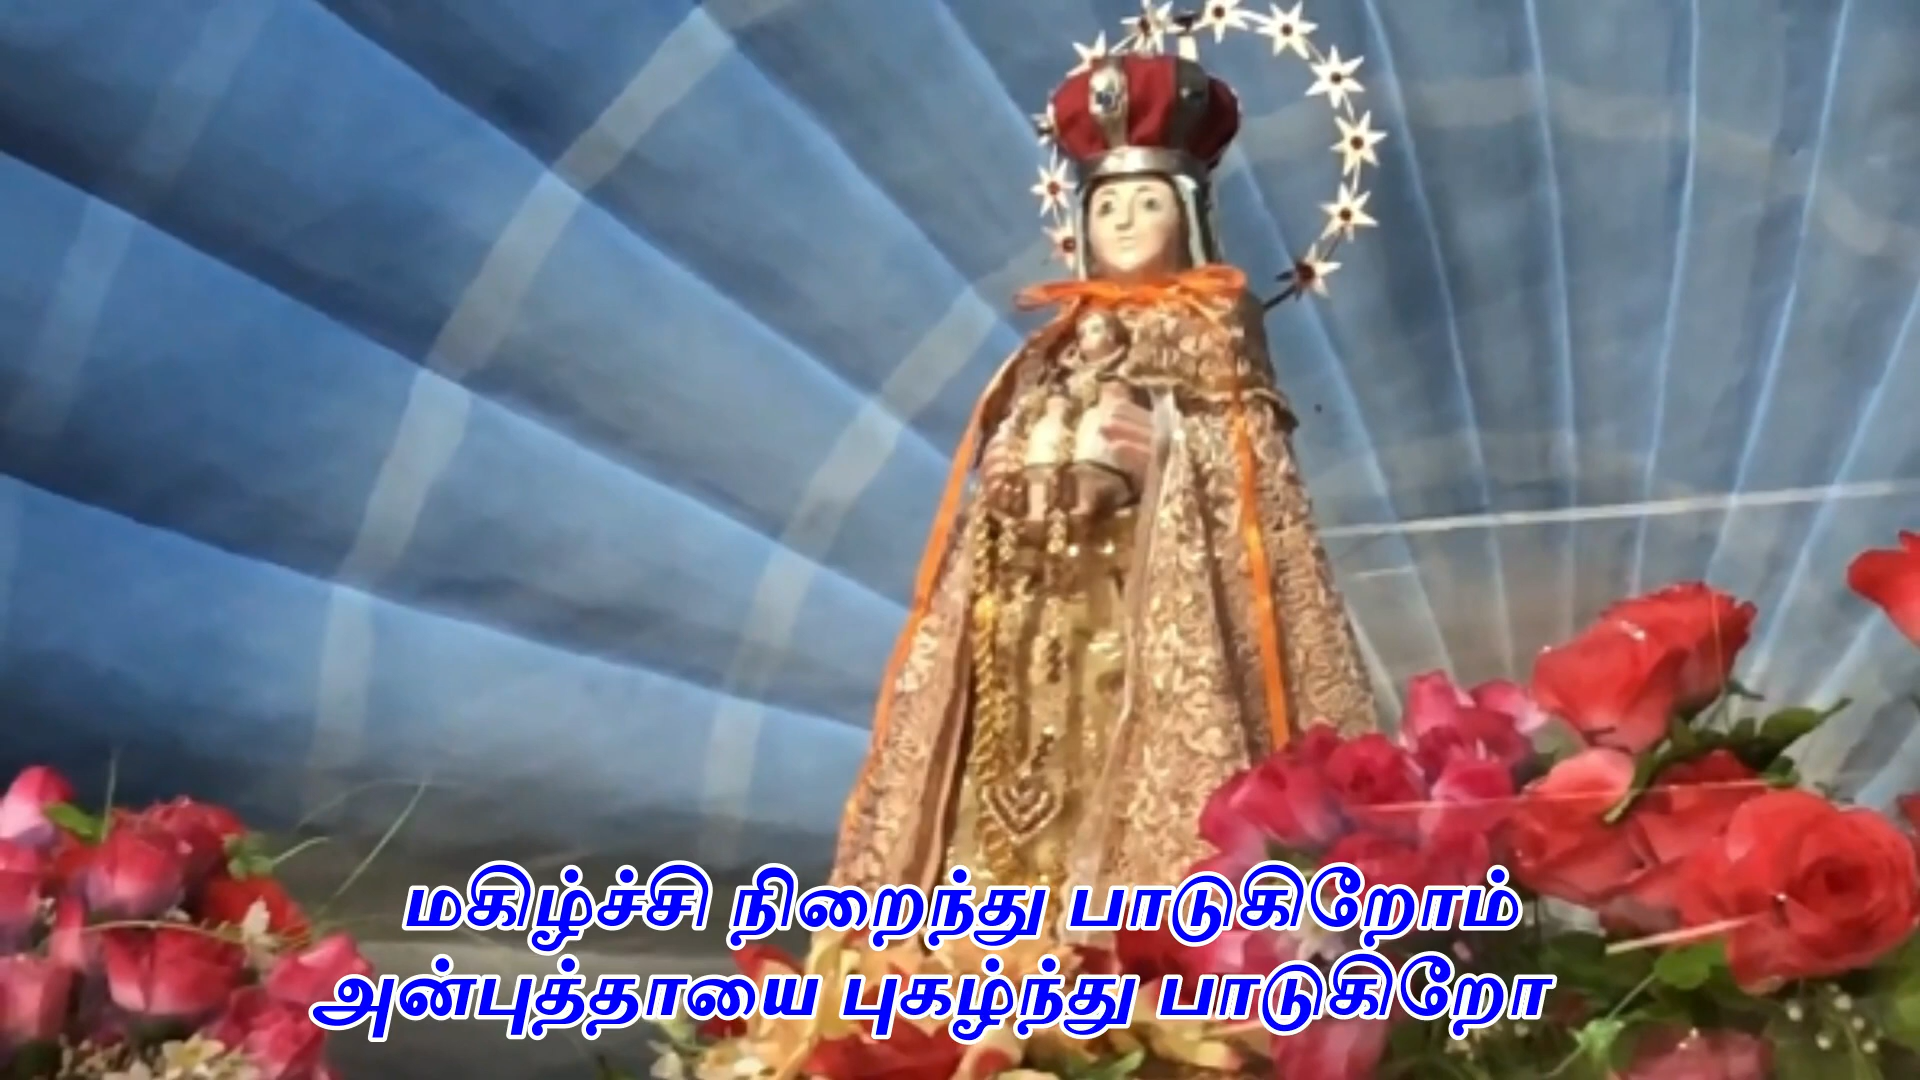 மகிழ்ச்சி நிறைந்து பாடுகிறோம்
அன்புத்தாயை புகழ்ந்து பாடுகிறோ